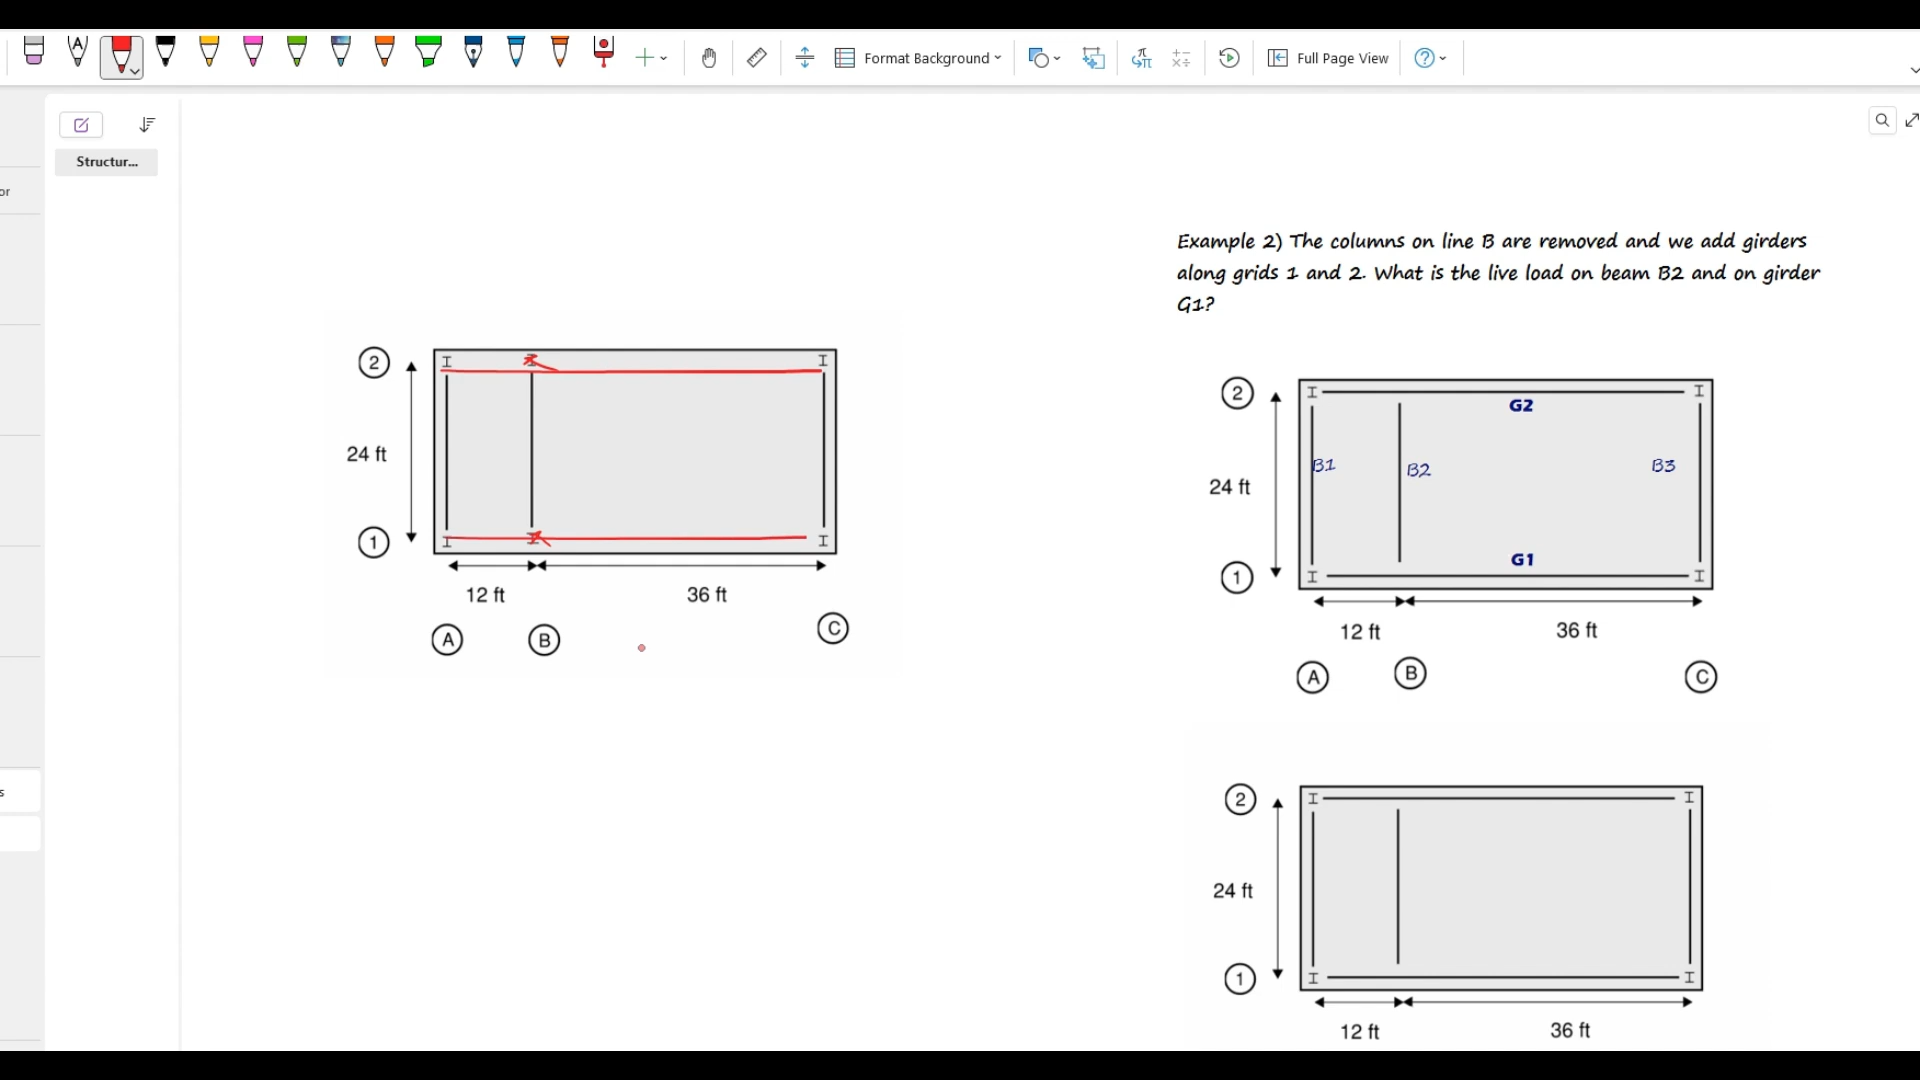 Format Background
Full Page View
or
Structur...
s
Example 2) The columns on line B are removed and we add girders
along grids 1 and 2. What is the live load on beam B2 and on girder
G1?
2
24 ft
1
12 ft 36 ft
A B C
2
G2
B1 B2 B3
24 ft
G1
1
12 ft 36 ft
A B C
2
24 ft
1
12 ft 36 ft